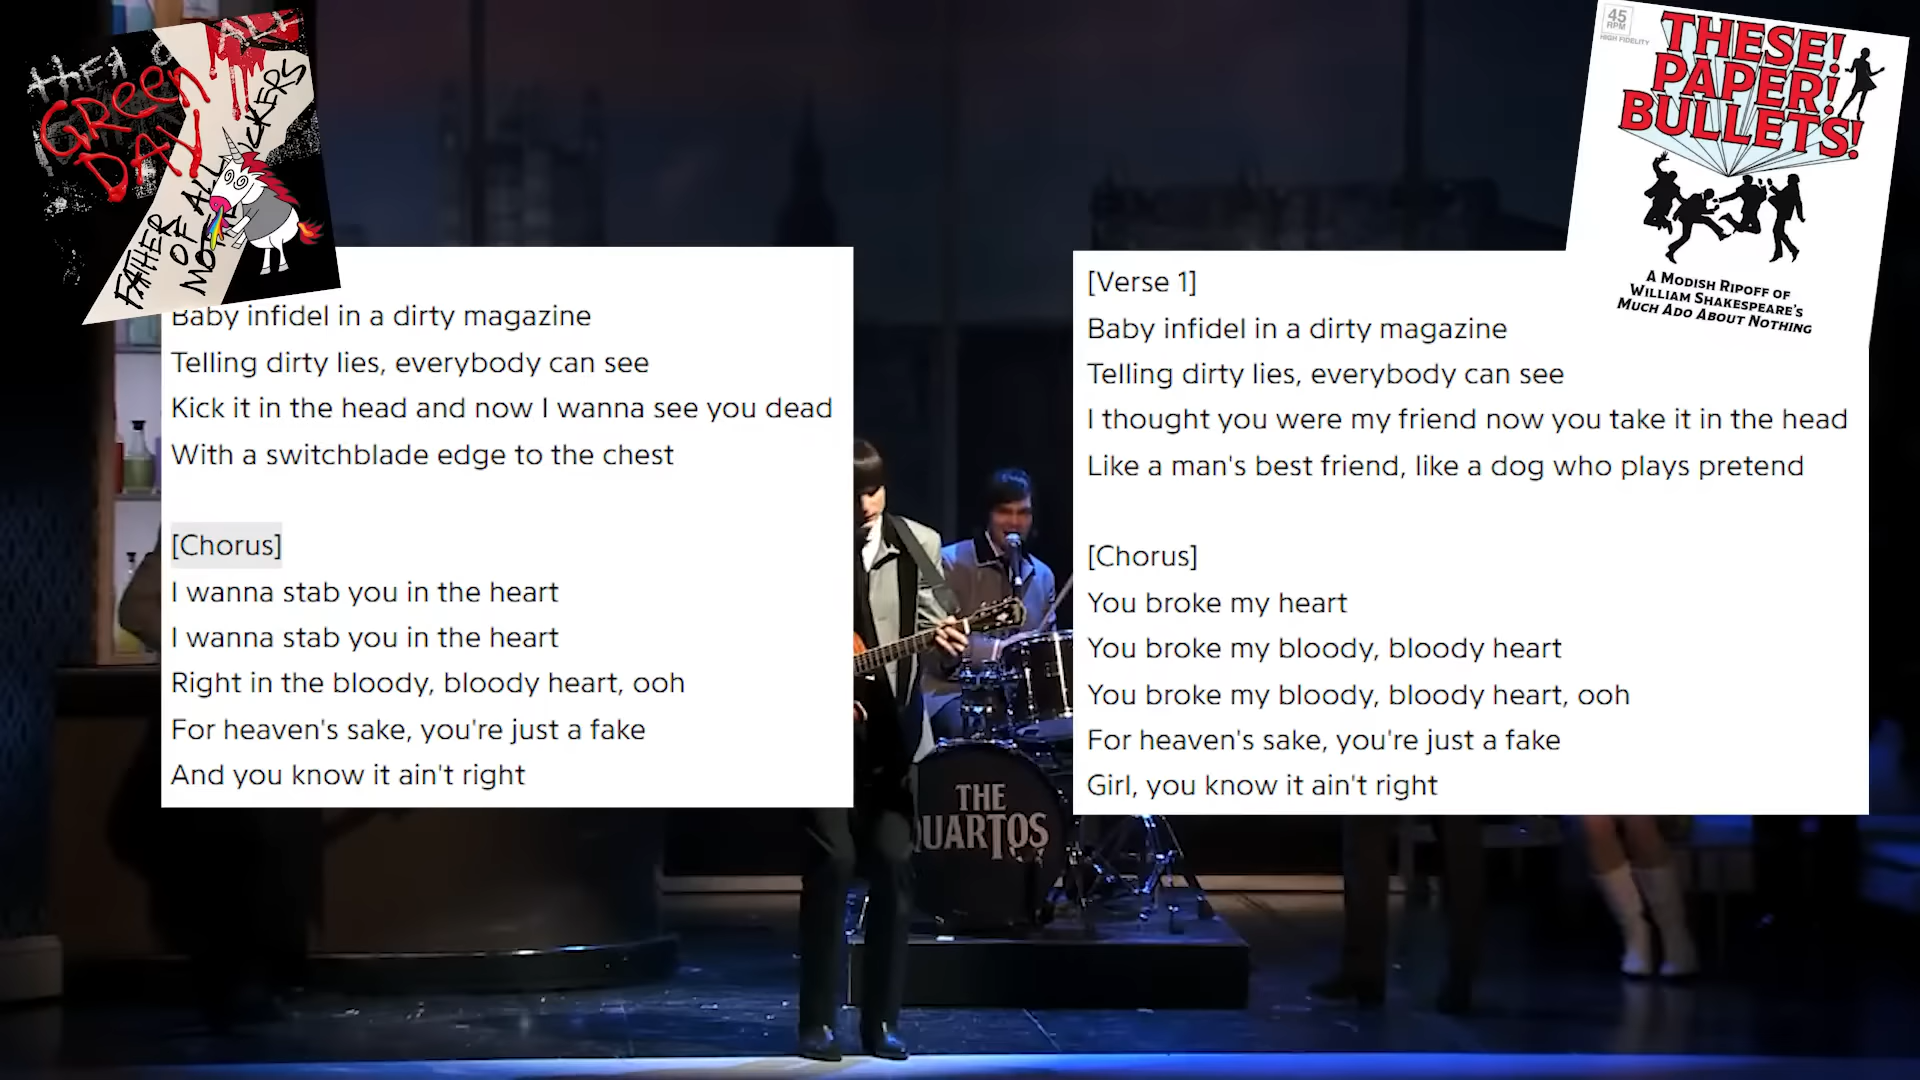 GREEN
DAY
FATHER
OF ALL
[Verse 1]
Baby infidel in a dirty magazine
Telling dirty lies, everybody can see
Kick it in the head and now I wanna see you dead
With a switchblade edge to the chest
[Chorus]
I wanna stab you in the heart
I wanna stab you in the heart
Right in the bloody, bloody heart, ooh
For heaven's sake, you're just a fake
And you know it ain't right
45
RPM
HIGH FIDELITY
THESE!
PAPER!
BULLETS!
A MODISH RIPOFF OF
WILLIAM SHAKESPEARE'S
MUCH ADO ABOUT NOTHING
[Verse 1]
Baby infidel in a dirty magazine
Telling dirty lies, everybody can see
I thought you were my friend now you take it in the head
Like a man's best friend, like a dog who plays pretend
[Chorus]
You broke my heart
You broke my bloody, bloody heart
You broke my bloody, bloody heart, ooh
For heaven's sake, you're just a fake
Girl, you know it ain't right
THE
QUARTOS